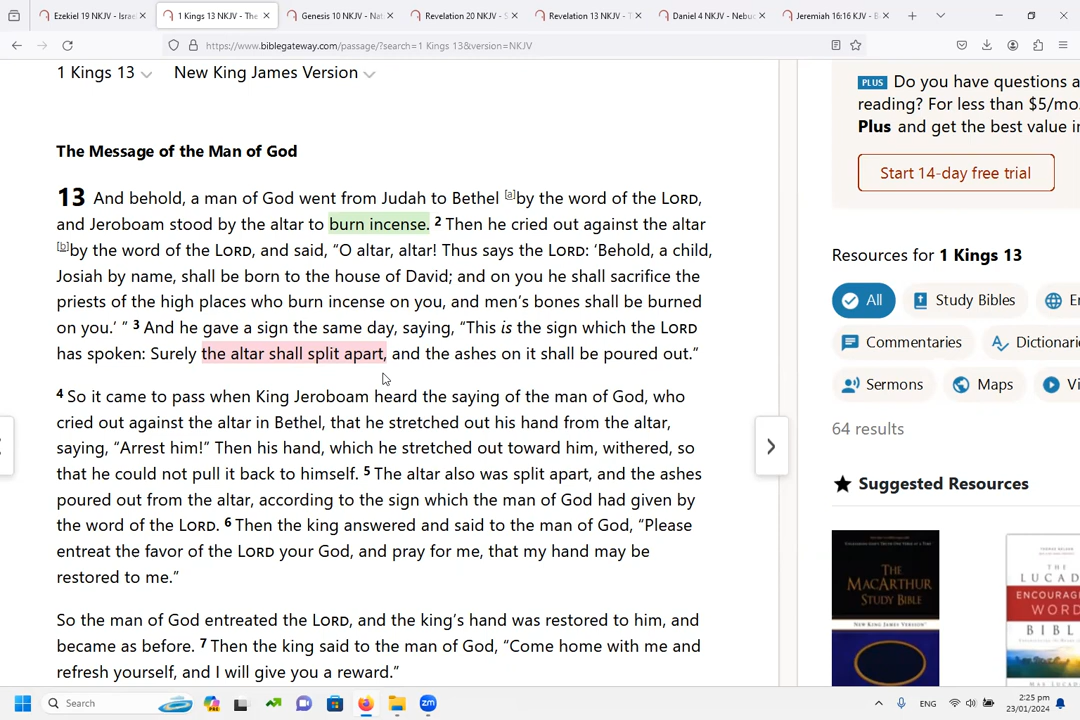 Ezekiel 19 NKJV - Israel
1 Kings 13 NKJV - The
Genesis 10 NKJV - Nat
Revelation 20 NKJV - S
Revelation 13 NKJV - T
Daniel 4 NKJV - Nebuc
Jeremiah 16:16 KJV - B
https://www.biblegateway.com/passage/?search=1 Kings 13&version=NKJV
1 Kings 13
New King James Version
The Message of the Man of God
13 And behold, a man of God went from Judah to Bethel [a]by the word of the LORD,
and Jeroboam stood by the altar to burn incense. 2 Then he cried out against the altar
[b]by the word of the LORD, and said, “O altar, altar! Thus says the LORD: ‘Behold, a child,
Josiah by name, shall be born to the house of David; and on you he shall sacrifice the
priests of the high places who burn incense on you, and men’s bones shall be burned
on you.’ ” 3 And he gave a sign the same day, saying, “This is the sign which the LORD
has spoken: Surely the altar shall split apart, and the ashes on it shall be poured out.”
4 So it came to pass when King Jeroboam heard the saying of the man of God, who
cried out against the altar in Bethel, that he stretched out his hand from the altar,
saying, “Arrest him!” Then his hand, which he stretched out toward him, withered, so
that he could not pull it back to himself. 5 The altar also was split apart, and the ashes
poured out from the altar, according to the sign which the man of God had given by
the word of the LORD. 6 Then the king answered and said to the man of God, “Please
entreat the favor of the LORD your God, and pray for me, that my hand may be
restored to me.”
So the man of God entreated the LORD, and the king’s hand was restored to him, and
became as before. 7 Then the king said to the man of God, “Come home with me and
refresh yourself, and I will give you a reward.”
PLUS Do you have questions a
reading? For less than $5/mo
Plus and get the best value in
Start 14-day free trial
Resources for 1 Kings 13
All
Study Bibles
En
Commentaries
Dictionari
Sermons
Maps
Vi
64 results
Suggested Resources
THE
MACARTHUR
STUDY BIBLE
NEW KING JAMES VERSION
THE
LUCAD
ENCOURAGE
WORD
BIBL
Search
ENG
2:25 pm
23/01/2024